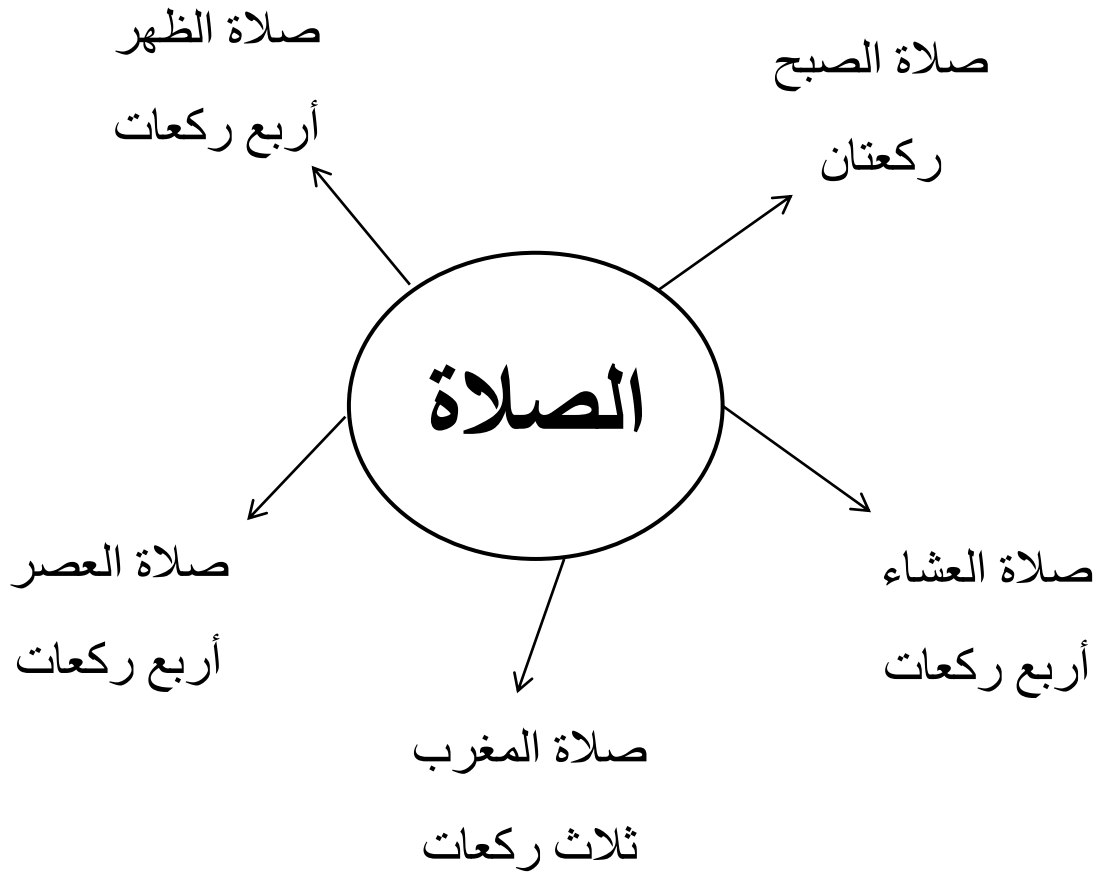 صلاة الصبح
ركعتان
صلاة الظهر
أربع ركعات
الصلاة
صلاة العشاء
أربع ركعات
صلاة العصر
أربع ركعات
صلاة المغرب
ثلاث ركعات